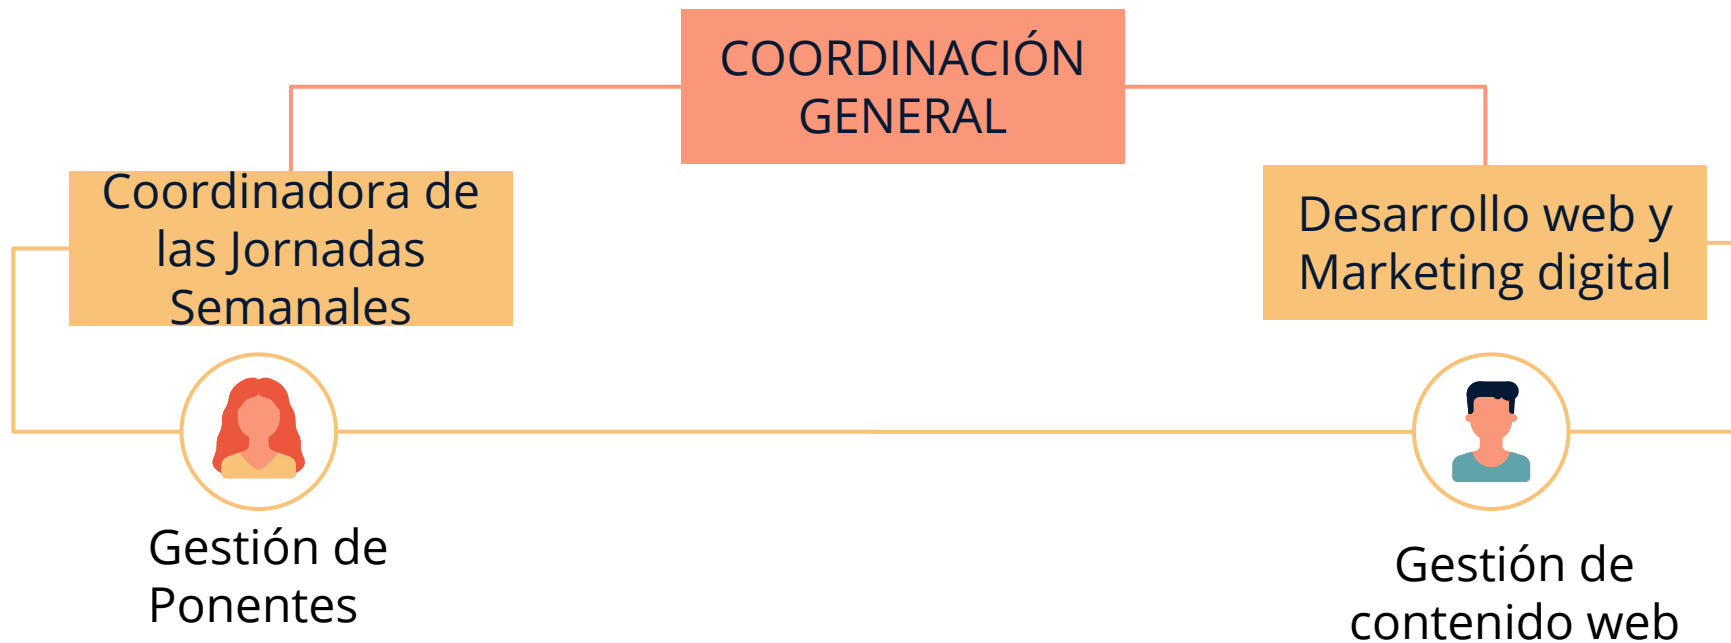 COORDINACIÓN
GENERAL
Coordinadora de
las Jornadas
Semanales
Desarrollo web y
Marketing digital
Gestión de
Ponentes
Gestión de
contenido web